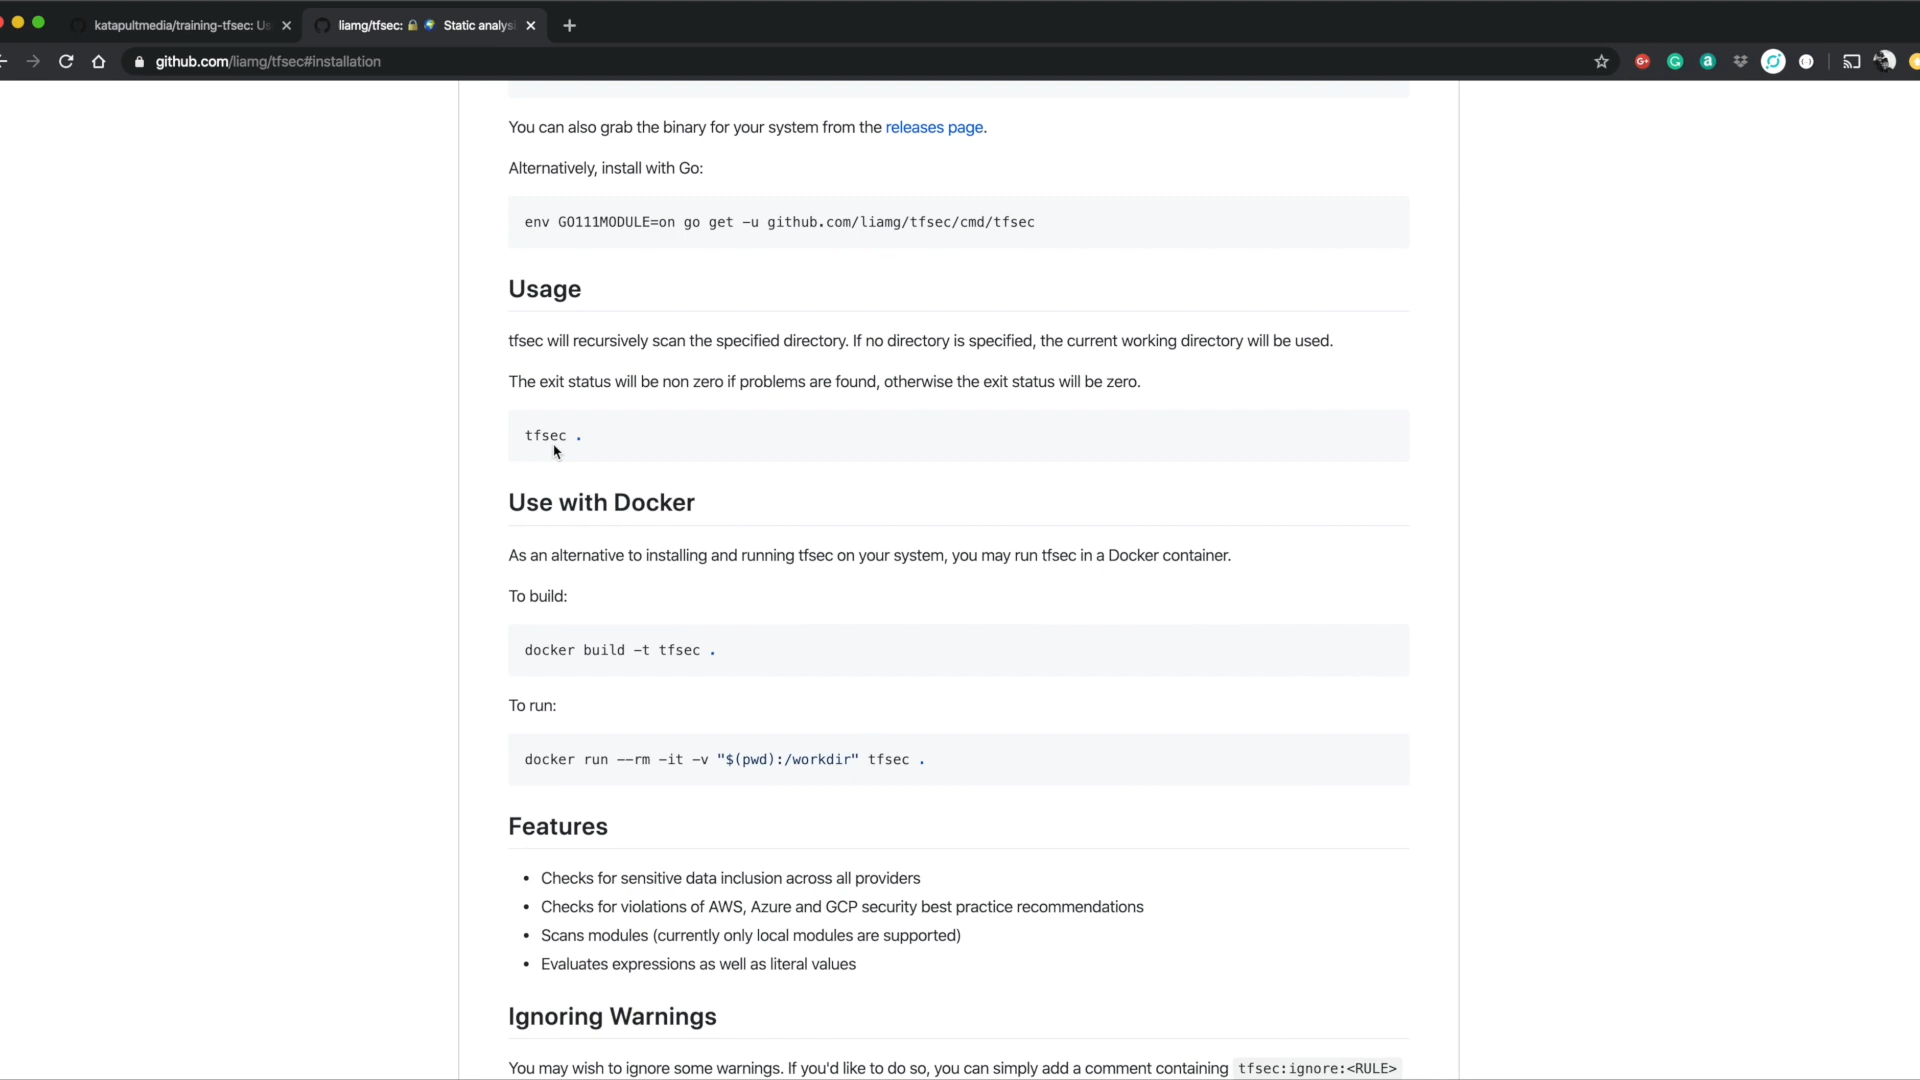 katapultmedia/training-tfsec: Us
liamg/tfsec: 🔒 🌍 Static analysi
github.com/liamg/tfsec#installation
You can also grab the binary for your system from the releases page.
Alternatively, install with Go:
env GO111MODULE=on go get -u github.com/liamg/tfsec/cmd/tfsec
Usage
tfsec will recursively scan the specified directory. If no directory is specified, the current working directory will be used.
The exit status will be non zero if problems are found, otherwise the exit status will be zero.
tfsec .
Use with Docker
As an alternative to installing and running tfsec on your system, you may run tfsec in a Docker container.
To build:
docker build -t tfsec .
To run:
docker run --rm -it -v "$(pwd):/workdir" tfsec .
Features
• Checks for sensitive data inclusion across all providers
• Checks for violations of AWS, Azure and GCP security best practice recommendations
• Scans modules (currently only local modules are supported)
• Evaluates expressions as well as literal values
Ignoring Warnings
You may wish to ignore some warnings. If you'd like to do so, you can simply add a comment containing tfsec:ignore:<RULE>